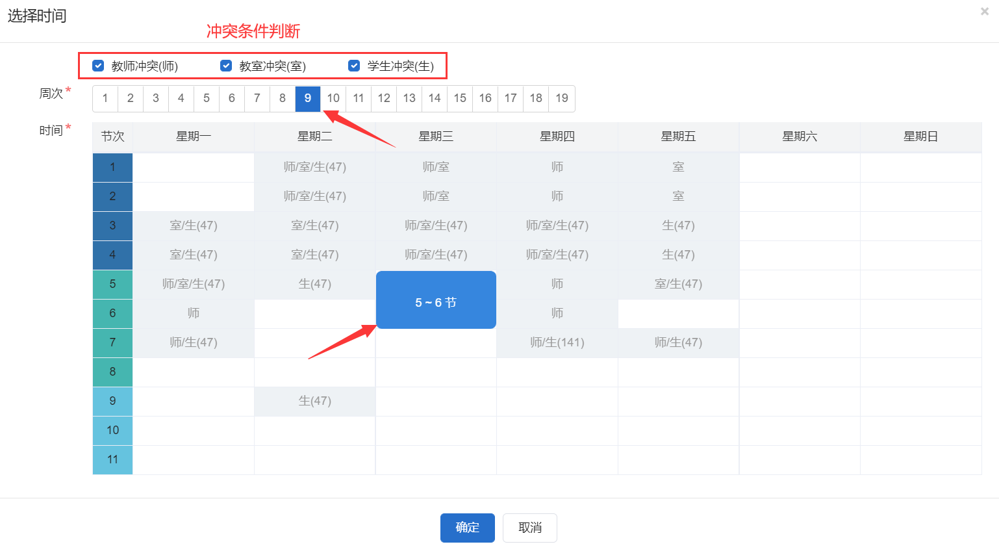 选择时间
×
冲突条件判断
教师冲突(师) 教室冲突(室) 学生冲突(生)
周次* 1 2 3 4 5 6 7 8 9 10 11 12 13 14 15 16 17 18 19
时间* 节次 星期一 星期二 星期三 星期四 星期五 星期六 星期日
1 师/室/生(47) 师/室 师 室
2 师/室/生(47) 师/室 师 室
3 室/生(47) 室/生(47) 师/室/生(47) 师/室/生(47) 生(47)
4 室/生(47) 室/生(47) 师/室/生(47) 师/室/生(47) 生(47)
5 师/室/生(47) 生(47) 师 室/生(47)
5 ~ 6 节
6 师 师
7 师/生(47) 师/生(141) 师/生(47)
8
9 生(47)
10
11
确定 取消